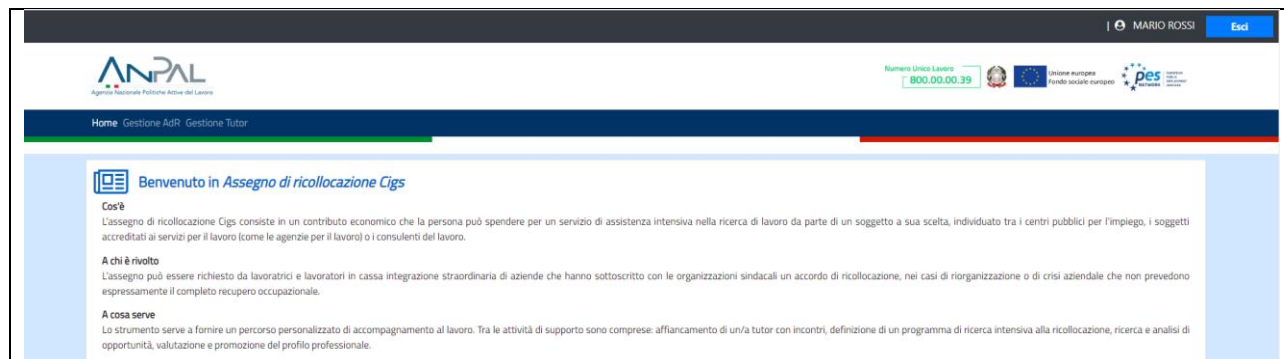 | MARIO ROSSI Esci
ANPAL
Agenzia Nazionale Politiche Attive del Lavoro
Numero Unico Lavoro
800.00.00.39
Unione europea
Fondo sociale europeo
pes
NETWORK
Home Gestione AdR Gestione Tutor
Benvenuto in Assegno di ricollocazione Cigs
Cos'è
L'assegno di ricollocazione Cigs consiste in un contributo economico che la persona può spendere per un servizio di assistenza intensiva nella ricerca di lavoro da parte di un soggetto a sua scelta, individuato tra i centri pubblici per l'impiego, i soggetti
accreditati ai servizi per il lavoro (come le agenzie per il lavoro) o i consulenti del lavoro.
A chi è rivolto
L'assegno può essere richiesto da lavoratrici e lavoratori in cassa integrazione straordinaria di aziende che hanno sottoscritto con le organizzazioni sindacali un accordo di ricollocazione, nei casi di riorganizzazione o di crisi aziendale che non prevedono
espressamente il completo recupero occupazionale.
A cosa serve
Lo strumento serve a fornire un percorso personalizzato di accompagnamento al lavoro. Tra le attività di supporto sono comprese: affiancamento di un/a tutor con incontri, definizione di un programma di ricerca intensiva alla ricollocazione, ricerca e analisi di
opportunità, valutazione e promozione del profilo professionale.